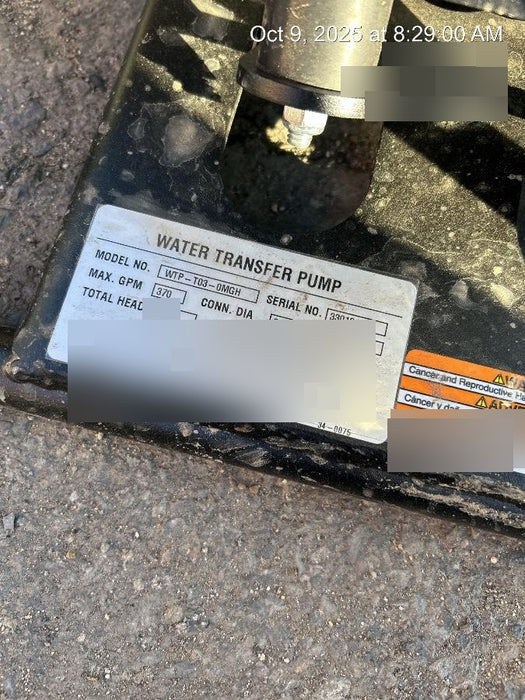 Oct 9, 2025 at 8:29:00 AM
WATER TRANSFER PUMP
MODEL NO. WTP-T03-0MGH SERIAL NO.
MAX. GPM 370 CONN. DIA
TOTAL HEAD
34-0075
Cancer and Reproductive
Cáncer y